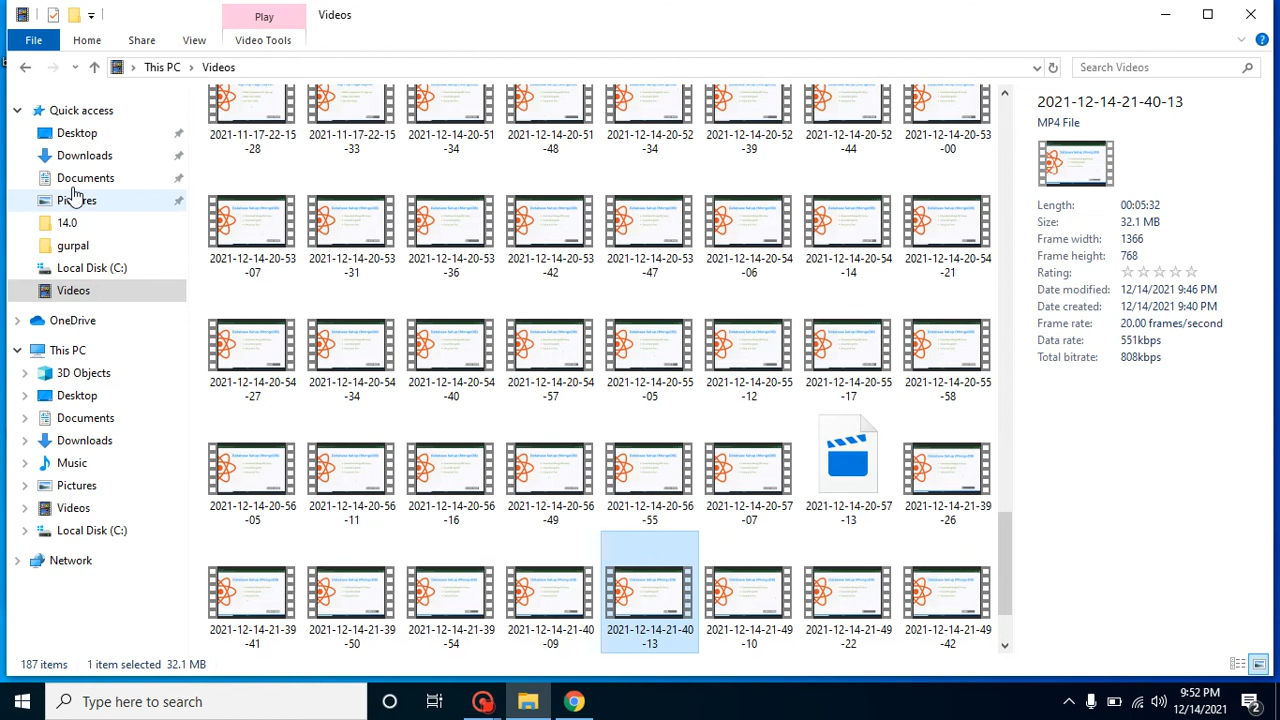 Play
Videos
File
Home
Share
View
Video Tools
This PC
Videos
Search Videos
Quick access
Desktop
Downloads
Documents
Pictures
14.0
gurpal
Local Disk (C:)
Videos
OneDrive
This PC
3D Objects
Desktop
Documents
Downloads
Music
Pictures
Videos
Local Disk (C:)
Network
2021-11-17-22-15
-28
2021-11-17-22-15
-33
2021-12-14-20-51
-34
2021-12-14-20-51
-48
2021-12-14-20-52
-34
2021-12-14-20-52
-39
2021-12-14-20-52
-44
2021-12-14-20-53
-00
2021-12-14-20-53
-07
2021-12-14-20-53
-31
2021-12-14-20-53
-36
2021-12-14-20-53
-42
2021-12-14-20-53
-47
2021-12-14-20-54
-06
2021-12-14-20-54
-14
2021-12-14-20-54
-21
2021-12-14-20-54
-27
2021-12-14-20-54
-34
2021-12-14-20-54
-40
2021-12-14-20-54
-57
2021-12-14-20-55
-05
2021-12-14-20-55
-12
2021-12-14-20-55
-17
2021-12-14-20-55
-58
2021-12-14-20-56
-05
2021-12-14-20-56
-11
2021-12-14-20-56
-16
2021-12-14-20-56
-49
2021-12-14-20-56
-55
2021-12-14-20-57
-07
2021-12-14-20-57
-13
2021-12-14-21-39
-26
2021-12-14-21-39
-41
2021-12-14-21-39
-50
2021-12-14-21-39
-54
2021-12-14-21-40
-09
2021-12-14-21-40
-13
2021-12-14-21-49
-10
2021-12-14-21-49
-22
2021-12-14-21-49
-42
2021-12-14-21-40-13
MP4 File
Length: 00:05:32
Size: 32.1 MB
Frame width: 1366
Frame height: 768
Rating:
Date modified: 12/14/2021 9:46 PM
Date created: 12/14/2021 9:40 PM
Frame rate: 20.00 frames/second
Data rate: 551kbps
Total bitrate: 808kbps
187 items
1 item selected 32.1 MB
Type here to search
9:52 PM
12/14/2021
2